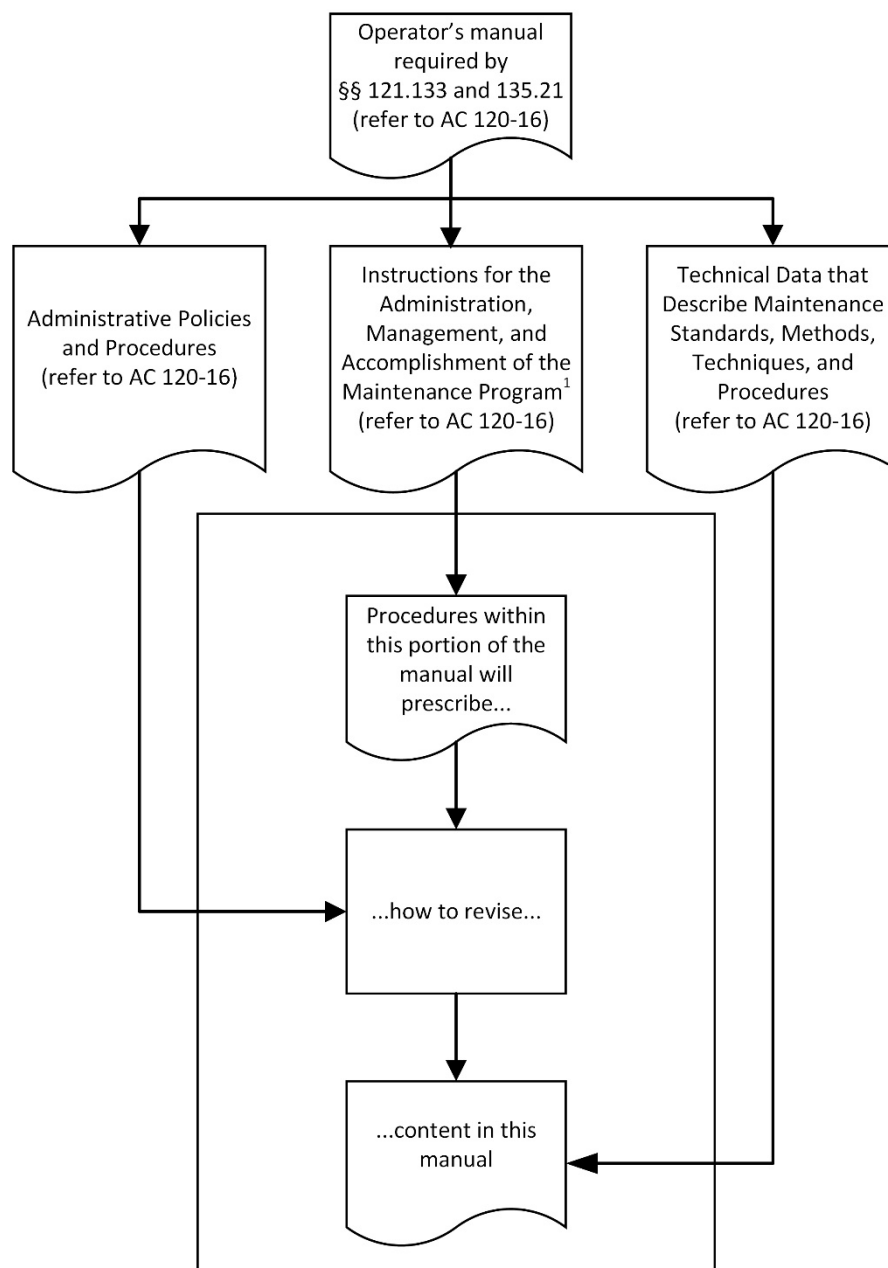 Operator's manual
required by
§§ 121.133 and 135.21
(refer to AC 120-16)
Administrative Policies
and Procedures
(refer to AC 120-16)
Instructions for the
Administration,
Management, and
Accomplishment of the
Maintenance Program¹
(refer to AC 120-16)
Technical Data that
Describe Maintenance
Standards, Methods,
Techniques, and
Procedures
(refer to AC 120-16)
Procedures within
this portion of the
manual will
prescribe...
...how to revise...
...content in this
manual